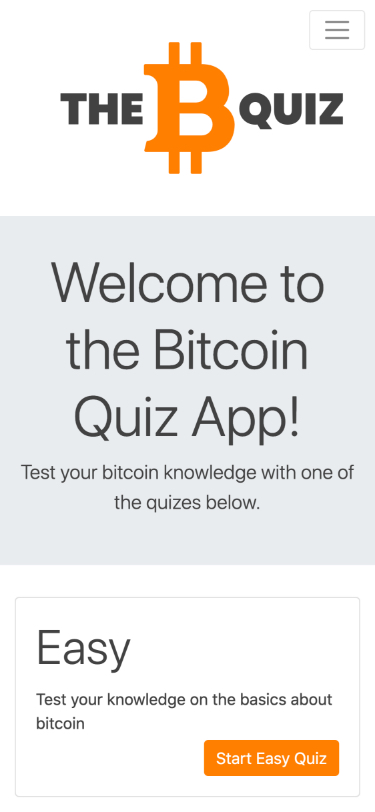 THE B QUIZ
Welcome to
the Bitcoin
Quiz App!
Test your bitcoin knowledge with one of
the quizes below.
Easy
Test your knowledge on the basics about
bitcoin
Start Easy Quiz